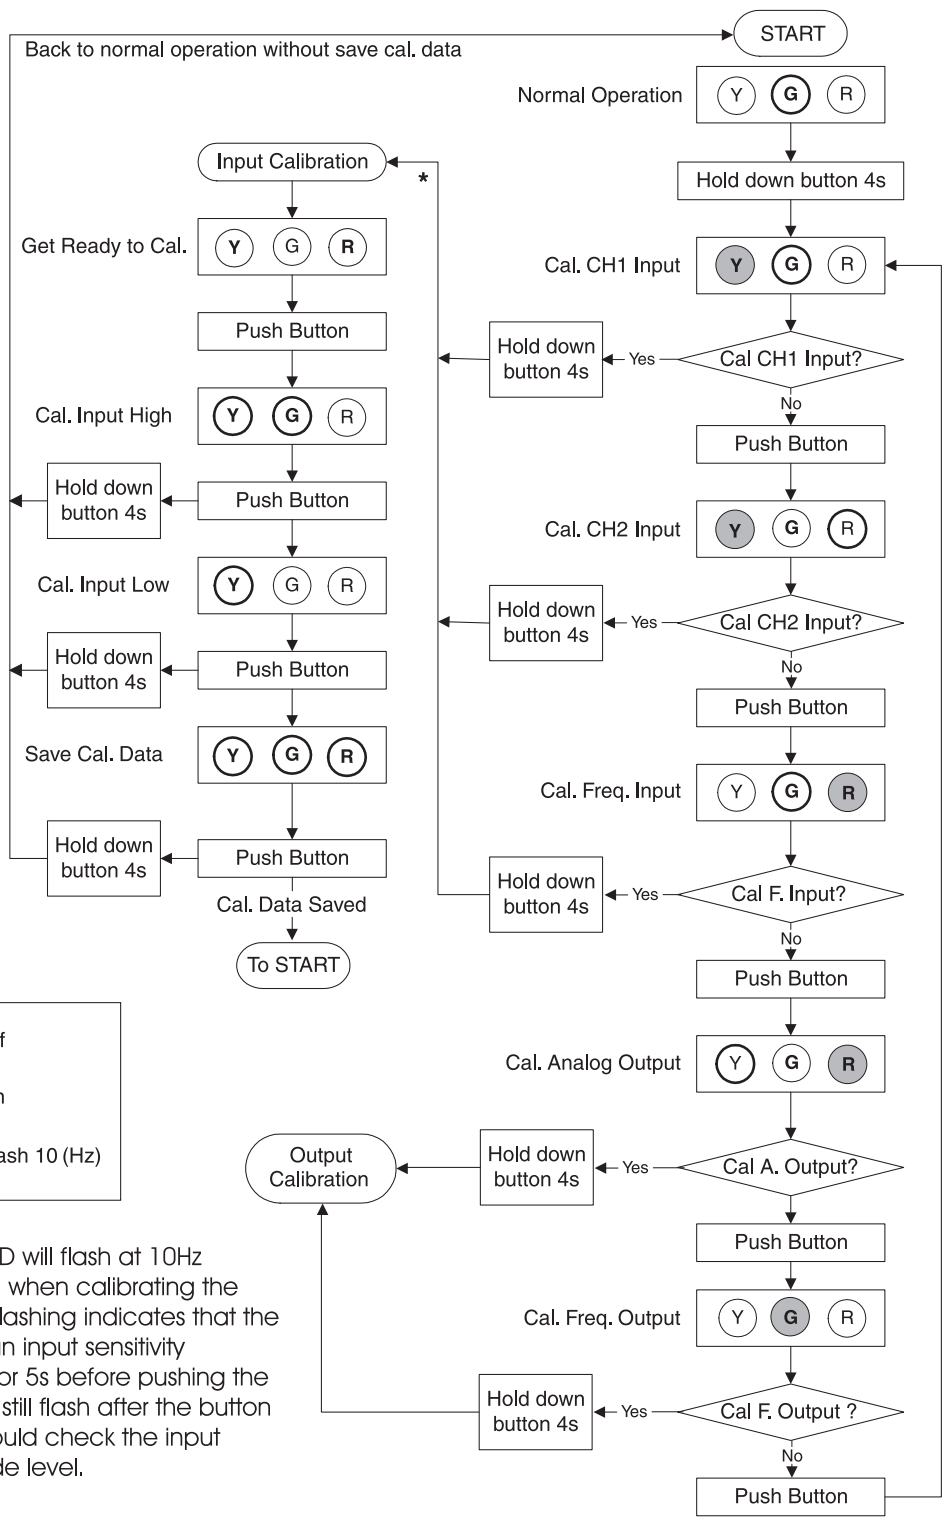 START
Back to normal operation without save cal. data
Normal Operation
Y G R
Hold down button 4s
Cal. CH1 Input
Y G R
Cal CH1 Input?
Yes
Hold down
button 4s
No
Push Button
Cal. CH2 Input
Y G R
Cal CH2 Input?
Yes
Hold down
button 4s
No
Push Button
Cal. Freq. Input
Y G R
Cal F. Input?
Yes
Hold down
button 4s
No
Push Button
Cal. Analog Output
Y G R
Cal A. Output?
Yes
Hold down
button 4s
Push Button
Cal. Freq. Output
Y G R
Cal F. Output ?
Yes
Hold down
button 4s
No
Push Button
Input Calibration
*
Get Ready to Cal.
Y G R
Push Button
Cal. Input High
Y G R
Push Button
Hold down
button 4s
Cal. Input Low
Y G R
Push Button
Hold down
button 4s
Save Cal. Data
Y G R
Push Button
Hold down
button 4s
Cal. Data Saved
To START
Output
Calibration
10 (Hz)
D will flash at 10Hz
when calibrating the
lashing indicates that the
input sensitivity
or 5s before pushing the
still flash after the button
check the input
level.